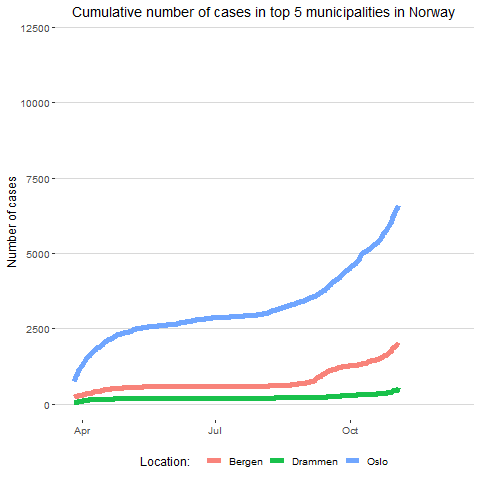 Cumulative number of cases in top 5 municipalities in Norway
12500
10000
7500
5000
2500
0
Number of cases
Apr Jul Oct
Location: Bergen Drammen Oslo